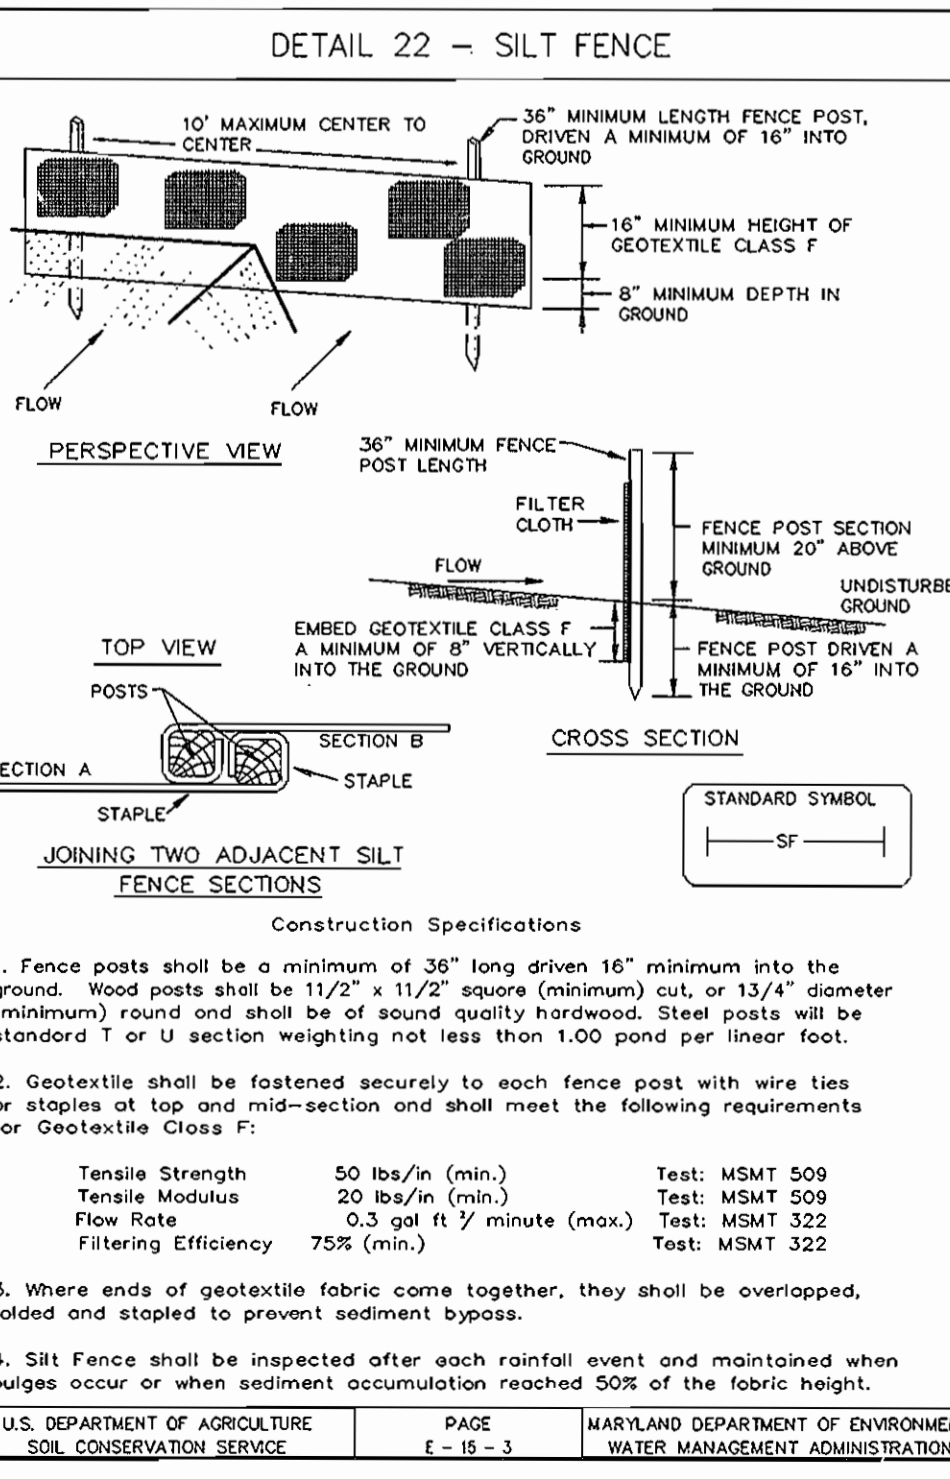 DETAIL 22 - SILT FENCE
10' MAXIMUM CENTER TO
CENTER
36" MINIMUM LENGTH FENCE POST,
DRIVEN A MINIMUM OF 16" INTO
GROUND
16" MINIMUM HEIGHT OF
GEOTEXTILE CLASS F
8" MINIMUM DEPTH IN
GROUND
FLOW
FLOW
PERSPECTIVE VIEW
36" MINIMUM FENCE
POST LENGTH
FILTER
CLOTH
FLOW
FENCE POST SECTION
MINIMUM 20" ABOVE
GROUND
UNDISTURBE
GROUND
EMBED GEOTEXTILE CLASS F
A MINIMUM OF 8" VERTICALLY
INTO THE GROUND
FENCE POST DRIVEN A
MINIMUM OF 16" INTO
THE GROUND
CROSS SECTION
TOP VIEW
POSTS
SECTION B
ECTION A
STAPLE
STAPLE
JOINING TWO ADJACENT SILT
FENCE SECTIONS
STANDARD SYMBOL
SF
Construction Specifications
. Fence posts shall be a minimum of 36" long driven 16" minimum into the
ground. Wood posts shall be 11/2" x 11/2" square (minimum) cut, or 13/4" diameter
minimum) round and shall be of sound quality hardwood. Steel posts will be
standard T or U section weighting not less than 1.00 pond per linear foot.
2. Geotextile shall be fastened securely to each fence post with wire ties
or staples at top and mid-section and shall meet the following requirements
or Geotextile Class F:
Tensile Strength 50 lbs/in (min.) Test: MSMT 509
Tensile Modulus 20 lbs/in (min.) Test: MSMT 509
Flow Rate 0.3 gal ft ²/ minute (max.) Test: MSMT 322
Filtering Efficiency 75% (min.) Test: MSMT 322
3. Where ends of geotextile fabric come together, they shall be overlapped,
olded and stapled to prevent sediment bypass.
4. Silt Fence shall be inspected after each rainfall event and maintained when
bulges occur or when sediment accumulation reached 50% of the fabric height.
U.S. DEPARTMENT OF AGRICULTURE
SOIL CONSERVATION SERVICE
PAGE
E - 15 - 3
MARYLAND DEPARTMENT OF ENVIRONME
WATER MANAGEMENT ADMINISTRATION